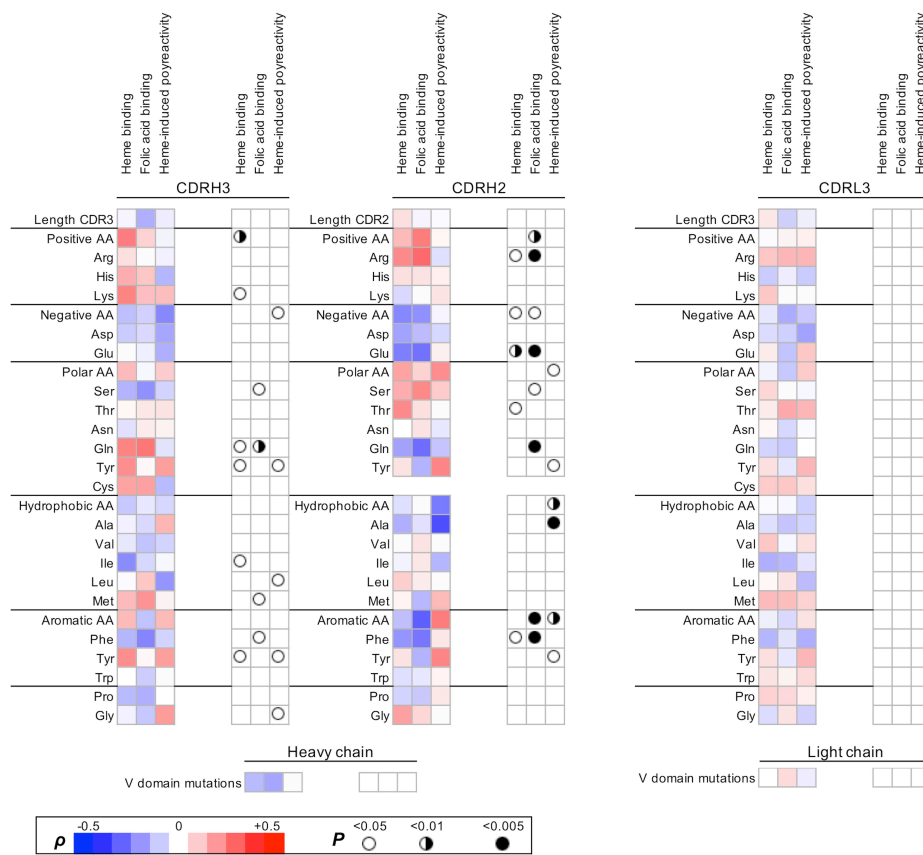 Heme binding
Folic acid binding
Heme-induced poyreactivity
Heme binding
Folic acid binding
Heme-induced poyreactivity
Heme binding
Folic acid binding
Heme-induced poyreactivity
Heme binding
Folic acid binding
Heme-induced poyreactivity
Heme binding
Folic acid binding
Heme-induced poyreactivity
Heme binding
Folic acid binding
Heme-induced poyreactivity
CDRH3
CDRH2
CDRL3
Length CDR3
Length CDR2
Length CDR3
Positive AA
Positive AA
Positive AA
Arg
Arg
Arg
His
His
His
Lys
Lys
Lys
Negative AA
Negative AA
Negative AA
Asp
Asp
Asp
Glu
Glu
Glu
Polar AA
Polar AA
Polar AA
Ser
Ser
Ser
Thr
Thr
Thr
Asn
Asn
Asn
Gln
Gln
Gln
Tyr
Tyr
Tyr
Cys
Cys
Hydrophobic AA
Hydrophobic AA
Hydrophobic AA
Ala
Ala
Ala
Val
Val
Val
Ile
Ile
Ile
Leu
Leu
Leu
Met
Met
Met
Aromatic AA
Aromatic AA
Aromatic AA
Phe
Phe
Phe
Tyr
Tyr
Tyr
Trp
Trp
Trp
Pro
Pro
Pro
Gly
Gly
Gly
Heavy chain
Light chain
V domain mutations
V domain mutations
-0.5 0 +0.5 <0.05 <0.01 <0.005
ρ P